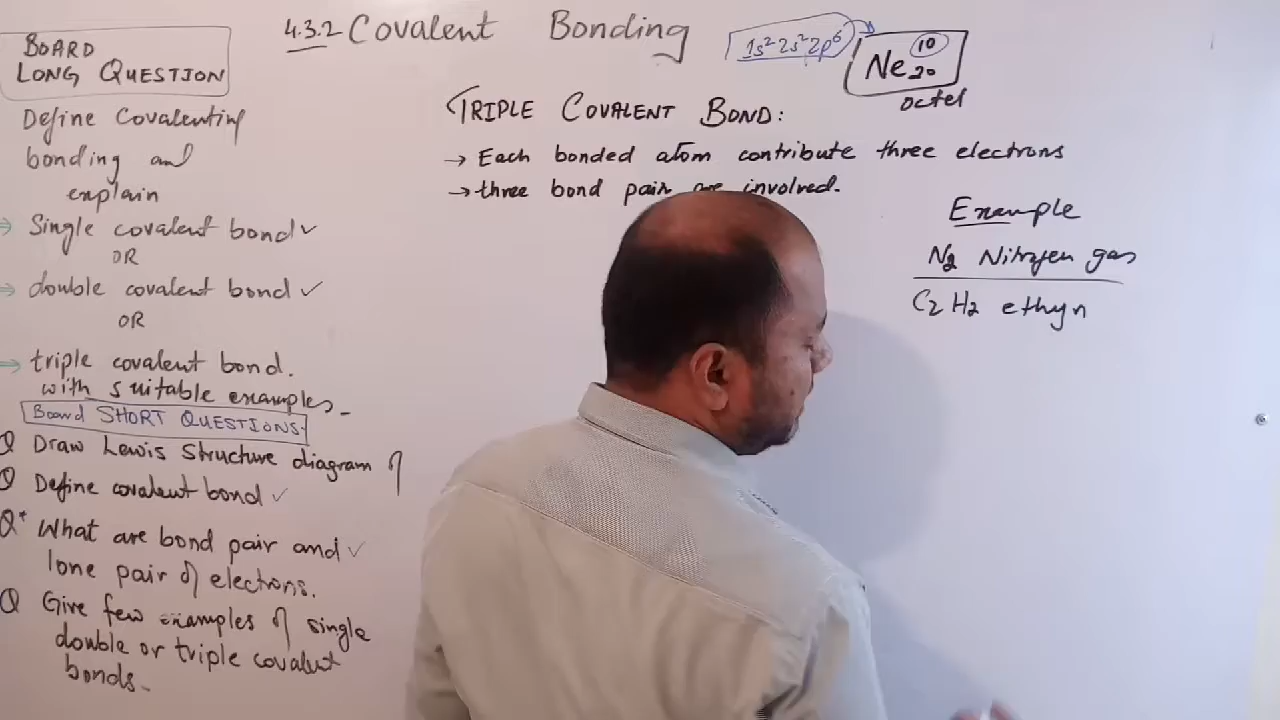 4.3.2 Covalent Bonding
1s² 2s² 2p⁶
10
Ne 20
octet
BOARD
LONG QUESTION
Define Covalenting
bonding and
explain
→ Single covalent bond ✓
OR
→ double covalent bond ✓
OR
→ triple covalent bond.
with suitable examples_
Board SHORT QUESTIONS.
Q Draw Lewis Structure diagram of
Q Define covalent bond ✓
Q* What are bond pair and ✓
lone pair of electrons.
Q Give few examples of single
double or triple covalent
bonds_
TRIPLE COVALENT BOND:
→ Each bonded atom contribute three electrons
→ three bond pair are involved.
Example
N₂ Nitrogen gas
C₂H₂ ethyn